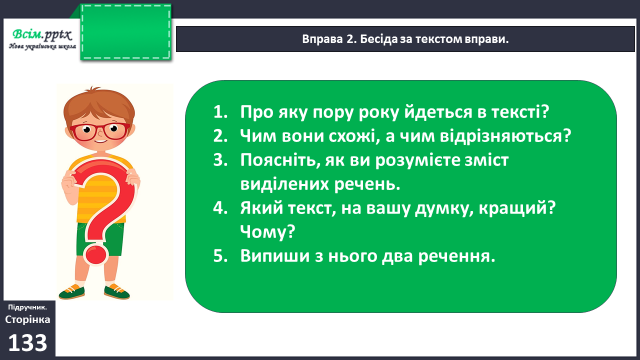 Всім.pptx
Нова українська школа
Вправа 2. Бесіда за текстом вправи.
1. Про яку пору року йдеться в тексті?
2. Чим вони схожі, а чим відрізняються?
3. Поясніть, як ви розумієте зміст
виділених речень.
4. Який текст, на вашу думку, кращий?
Чому?
5. Випиши з нього два речення.
Підручник.
Сторінка
133